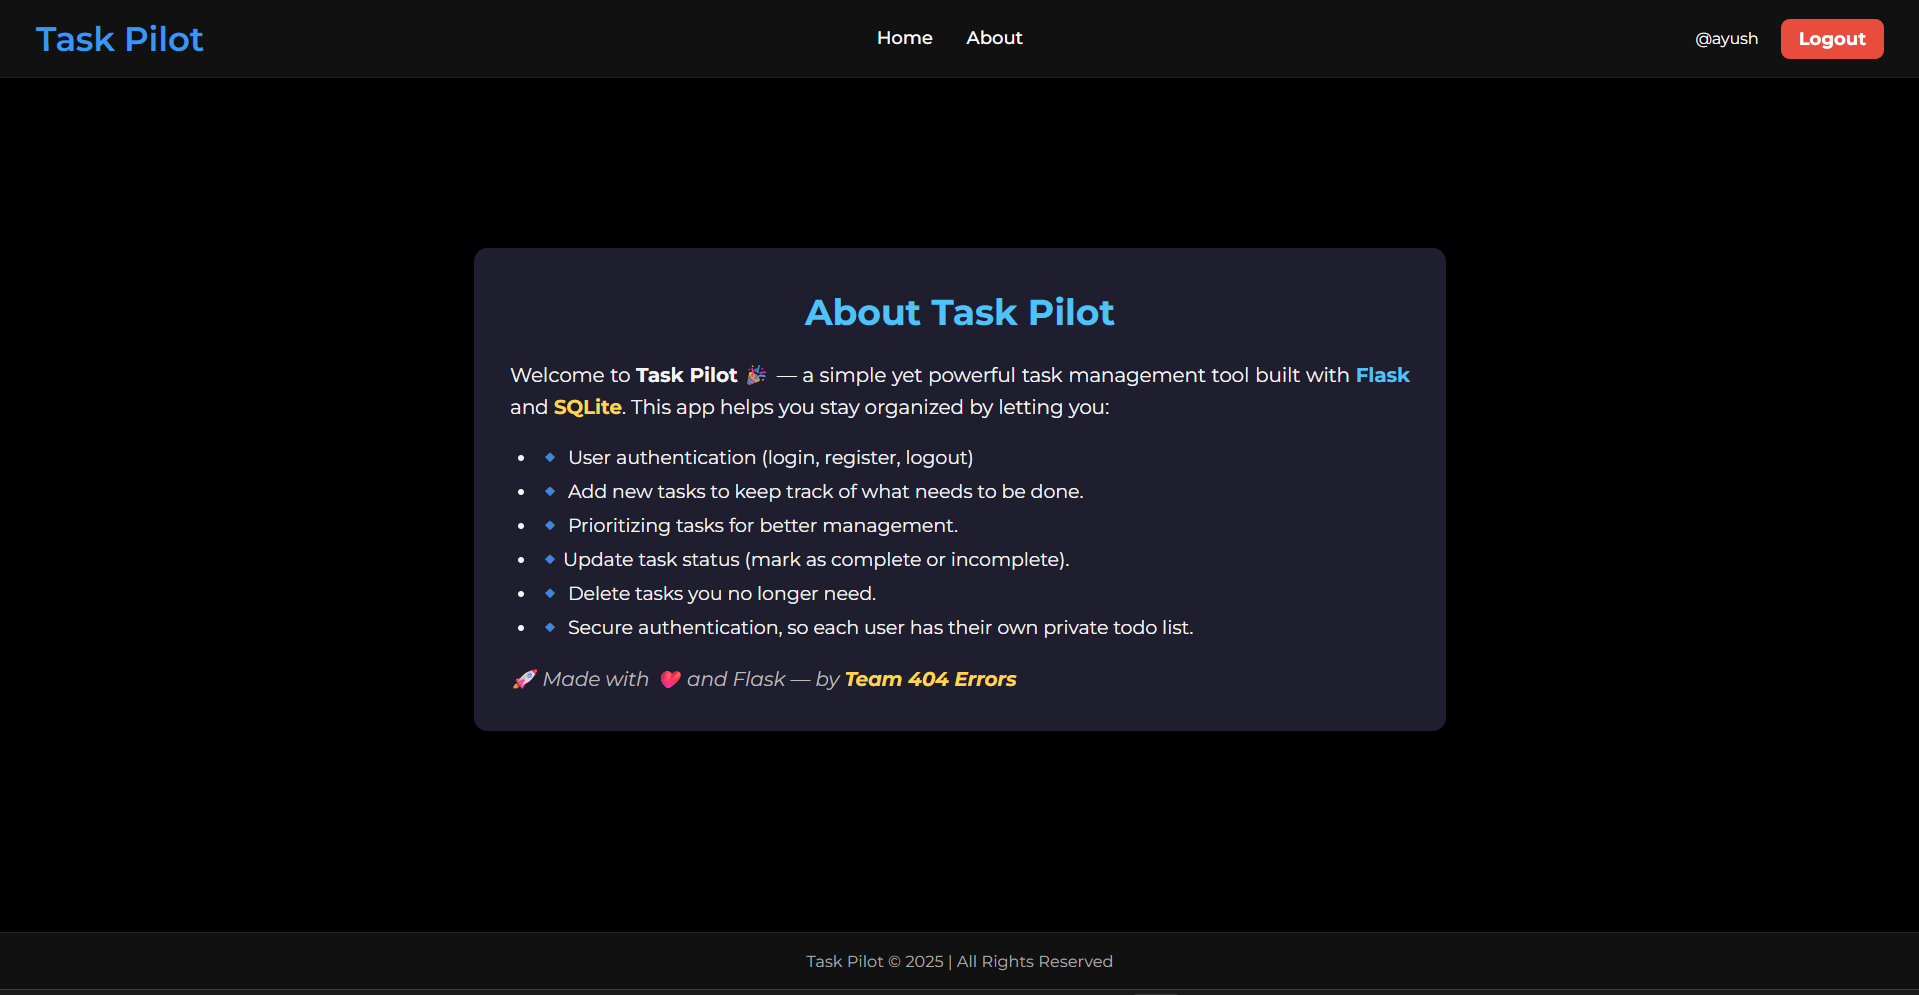 Task Pilot
Home About
@ayush Logout
About Task Pilot
Welcome to Task Pilot 🎉 — a simple yet powerful task management tool built with Flask
and SQLite. This app helps you stay organized by letting you:
• 🔹 User authentication (login, register, logout)
• 🔹 Add new tasks to keep track of what needs to be done.
• 🔹 Prioritizing tasks for better management.
• 🔹 Update task status (mark as complete or incomplete).
• 🔹 Delete tasks you no longer need.
• 🔹 Secure authentication, so each user has their own private todo list.
🚀 Made with ❤️ and Flask — by Team 404 Errors
Task Pilot © 2025 | All Rights Reserved